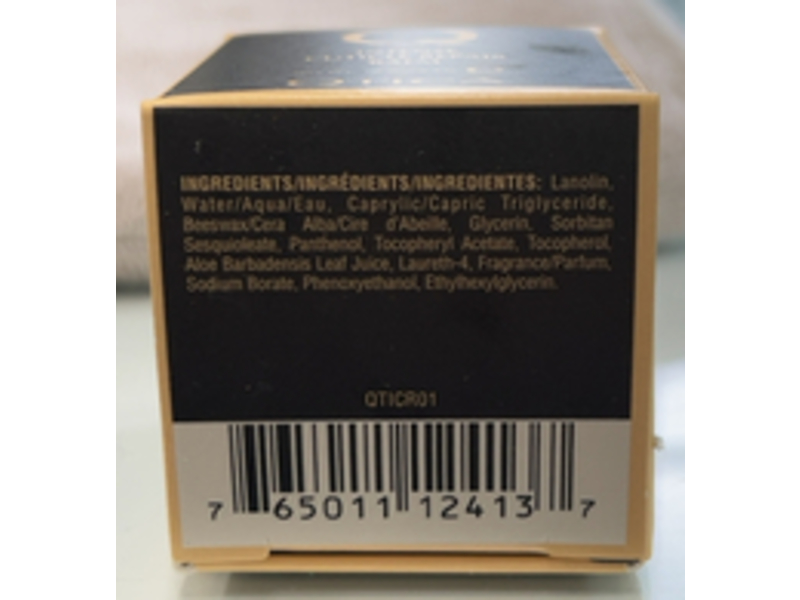 INGREDIENTS/INGRÉDIENTS/INGREDIENTES: Lanolin,
Water/Aqua/Eau, Caprylic/Capric Triglyceride,
Beeswax/Cera Alba/Cire d'Abeille, Glycerin, Sorbitan
Sesquioleate, Panthenol, Tocopheryl Acetate, Tocopherol,
Aloe Barbadensis Leaf Juice, Laureth-4, Fragrance/Parfum,
Sodium Borate, Phenoxyethanol, Ethylhexylglycerin.
QTICR01
7 65011 12413 7